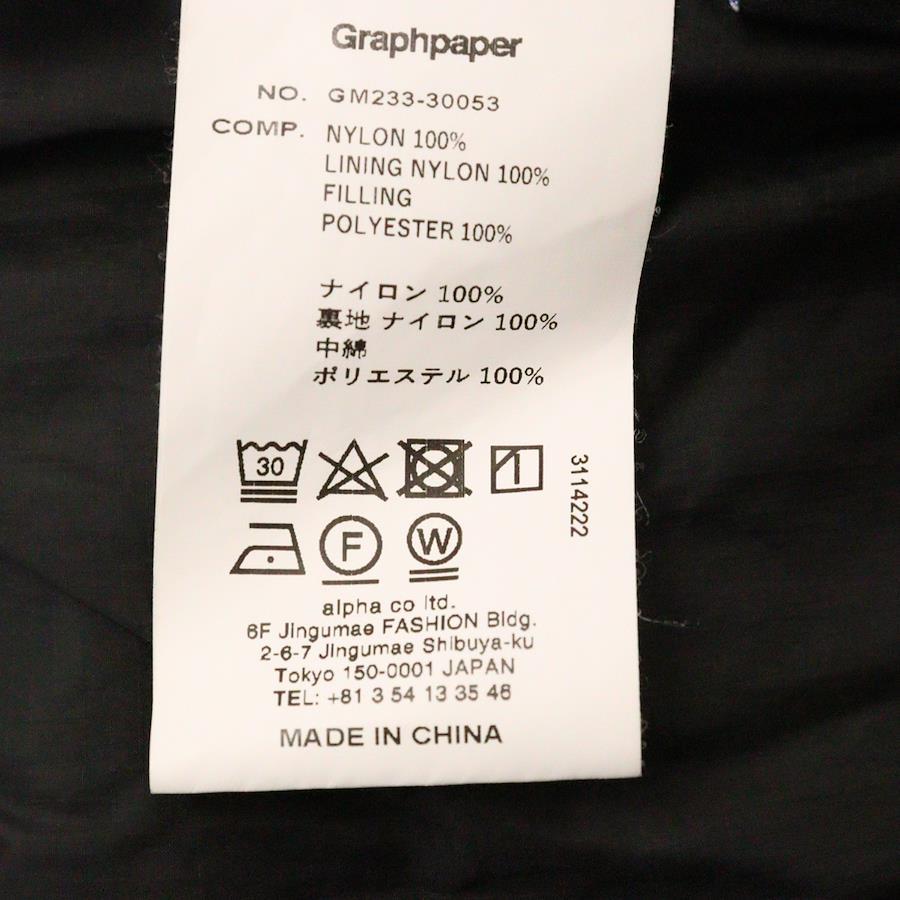 Graphpaper
NO. GM233-30053
COMP. NYLON 100%
LINING NYLON 100%
FILLING
POLYESTER 100%
ナイロン 100%
裏地 ナイロン 100%
中綿
ポリエステル 100%
30
3114222
F
W
alpha co ltd.
6F Jingumae FASHION Bldg.
2-6-7 Jingumae Shibuya-ku
Tokyo 150-0001 JAPAN
TEL: +81 3 54 13 35 46
MADE IN CHINA